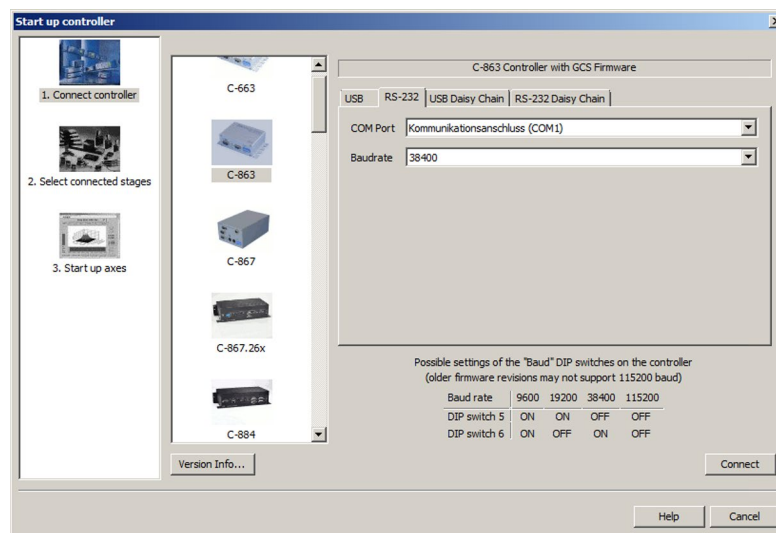 Start up controller
1. Connect controller
2. Select connected stages
3. Start up axes
C-663
C-863
C-867
C-867.26x
C-884
Version Info...
C-863 Controller with GCS Firmware
USB RS-232 USB Daisy Chain RS-232 Daisy Chain
COM Port Kommunikationsanschluss (COM1)
Baudrate 38400
Possible settings of the "Baud" DIP switches on the controller
(older firmware revisions may not support 115200 baud)
Baud rate 9600 19200 38400 115200
DIP switch 5 ON ON OFF OFF
DIP switch 6 ON OFF ON OFF
Connect
Help Cancel